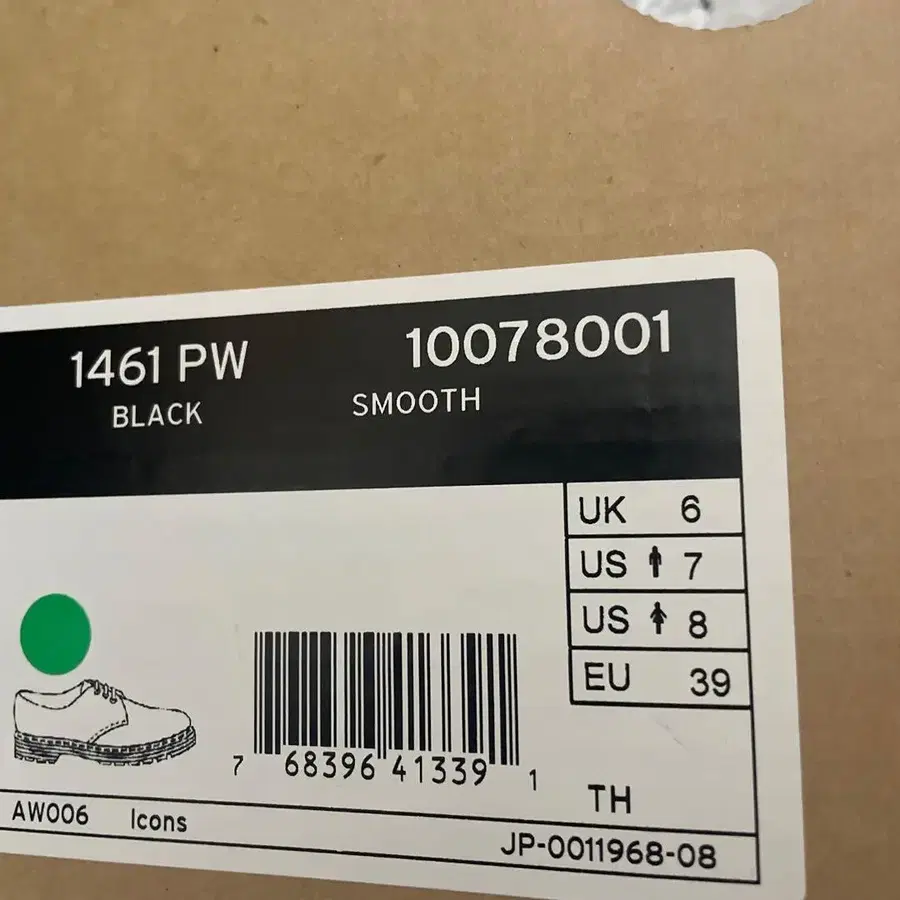 1461 PW 10078001
BLACK SMOOTH
UK 6
US 7
US 8
EU 39
7 68396 41339 1
TH
AW006 Icons
JP-0011968-08